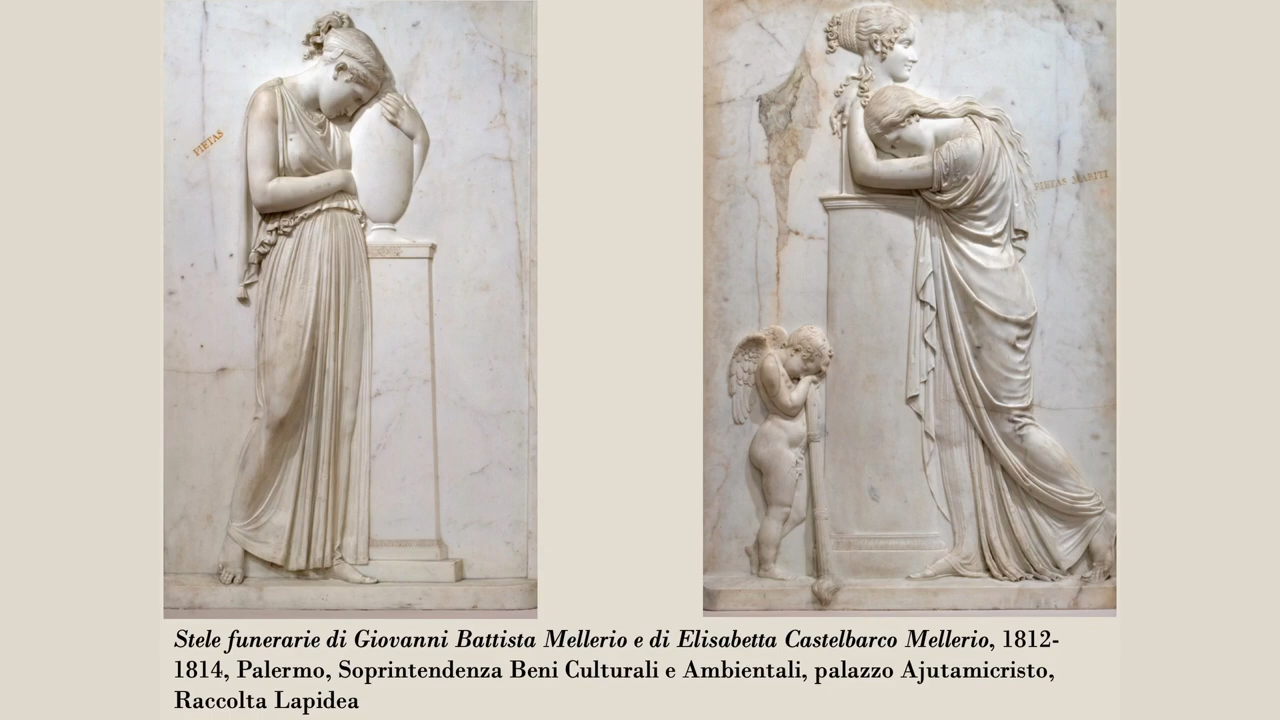 PIETAS
PIETAS MARITI
Stele funerarie di Giovanni Battista Mellerio e di Elisabetta Castelbarco Mellerio, 1812-
1814, Palermo, Soprintendenza Beni Culturali e Ambientali, palazzo Ajutamicristo,
Raccolta Lapidea